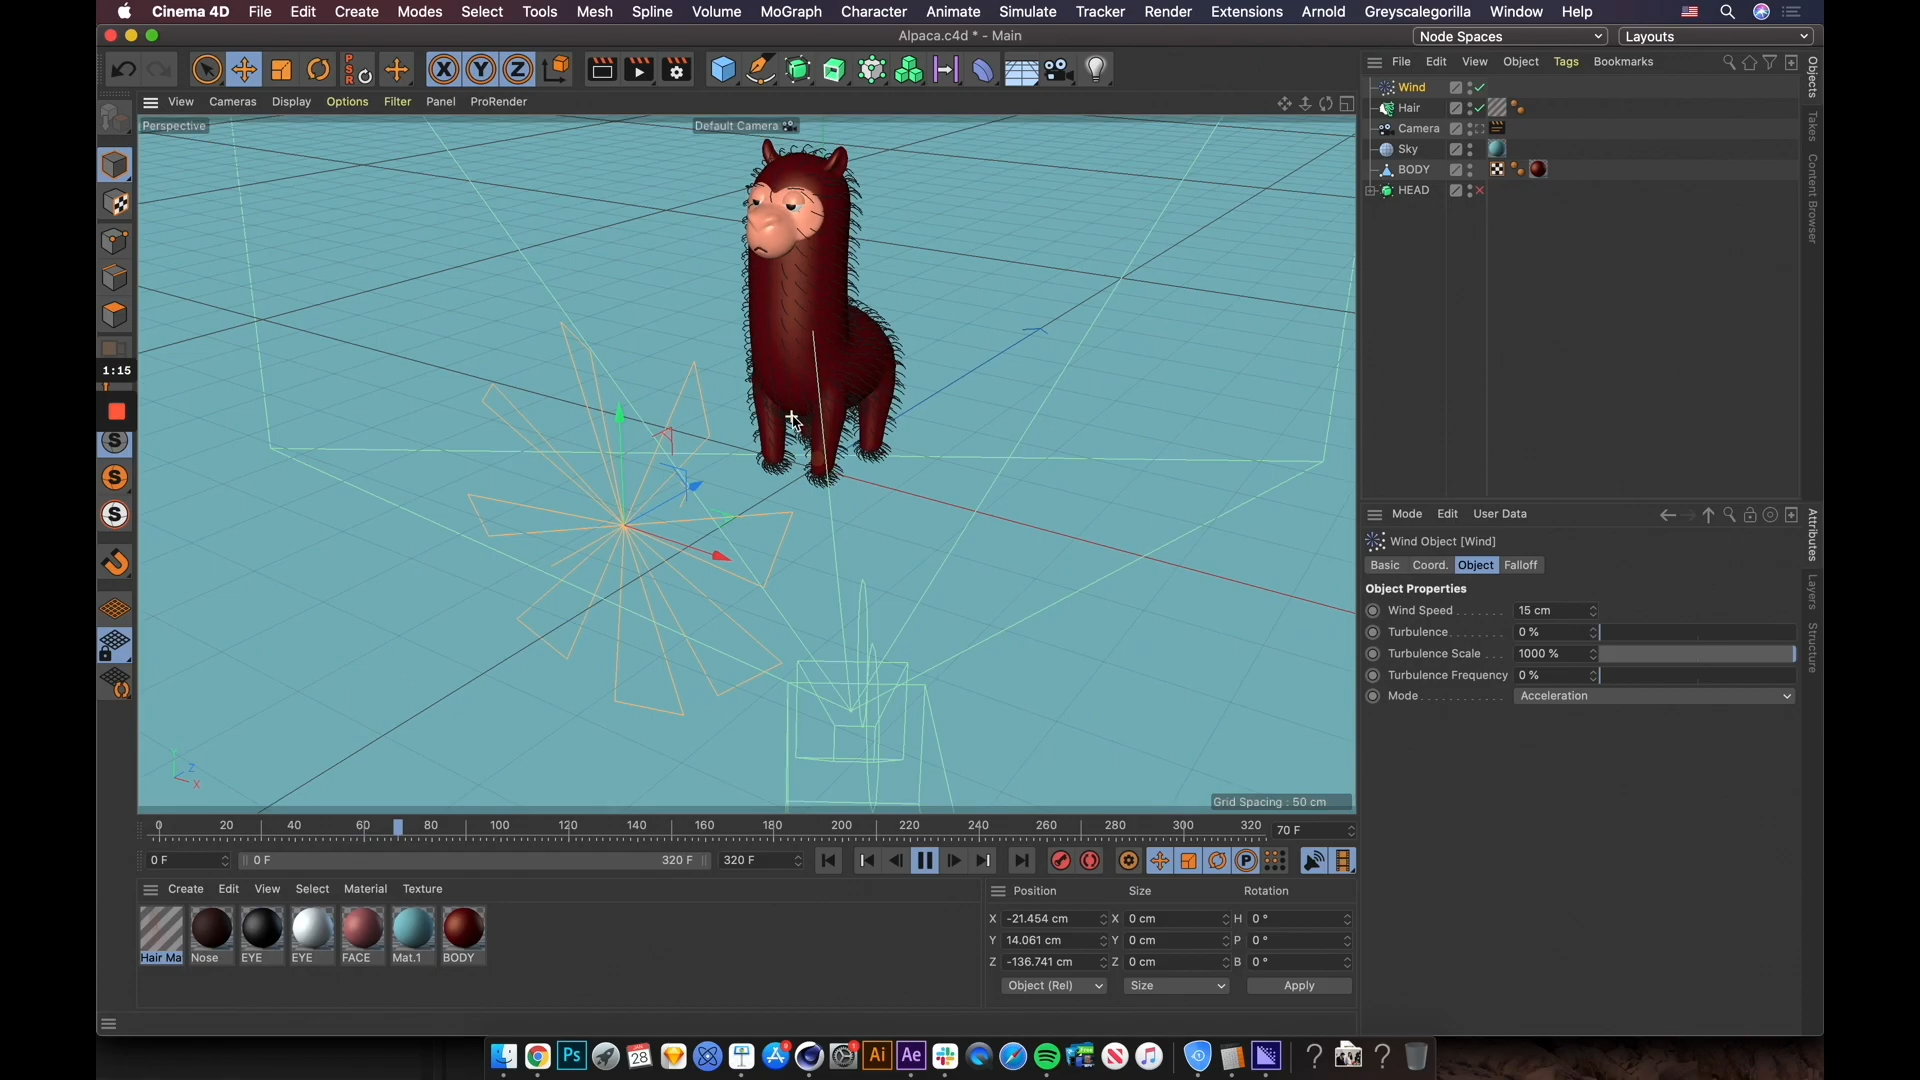 Cinema 4D File Edit Create Modes Select Tools Mesh Spline Volume MoGraph Character Animate Simulate Tracker Render Extensions Arnold Greyscalegorilla Window Help
Alpaca.c4d * - Main
Node Spaces Layouts
PSR X Y Z
File Edit View Object Tags Bookmarks
View Cameras Display Options Filter Panel ProRender
Perspective
Default Camera
Wind
Hair
Camera
Sky
BODY
HEAD
Objects
Takes
Content Browser
1:15
S
S
S
Mode Edit User Data
Wind Object [Wind]
Basic Coord. Object Falloff
Object Properties
Wind Speed 15 cm
Turbulence 0 %
Turbulence Scale 1000 %
Turbulence Frequency 0 %
Mode Acceleration
Attributes
Layers
Structure
Y
Z
X
Grid Spacing : 50 cm
0 20 40 60 80 100 120 140 160 180 200 220 240 260 280 300 320 70 F
0 F 0 F 320 F 320 F P
Create Edit View Select Material Texture
Hair Ma Nose EYE EYE FACE Mat.1 BODY
Position Size Rotation
X -21.454 cm X 0 cm H 0 °
Y 14.061 cm Y 0 cm P 0 °
Z -136.741 cm Z 0 cm B 0 °
Object (Rel) Size Apply
Ps JAN 28 Ai Ae